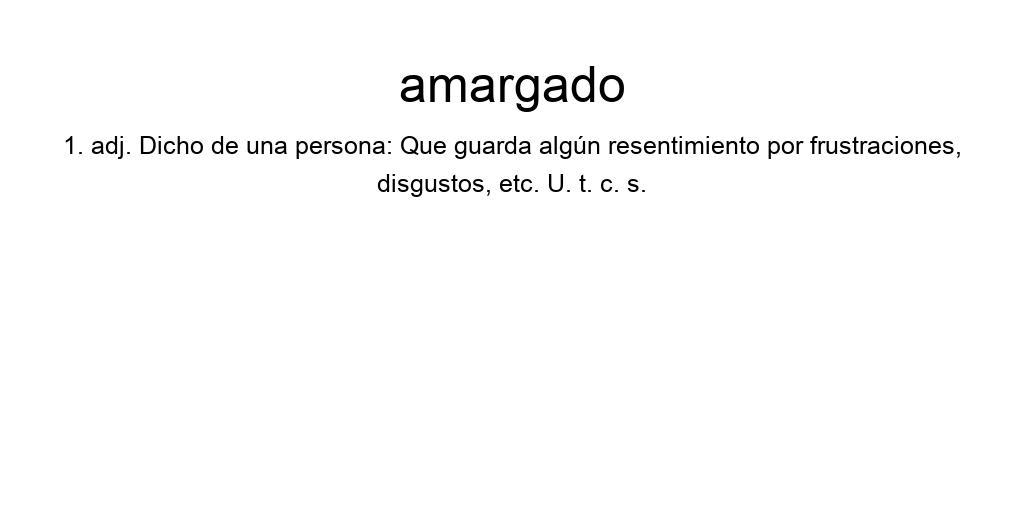 amargado
1. adj. Dicho de una persona: Que guarda algún resentimiento por frustraciones,
disgustos, etc. U. t. c. s.